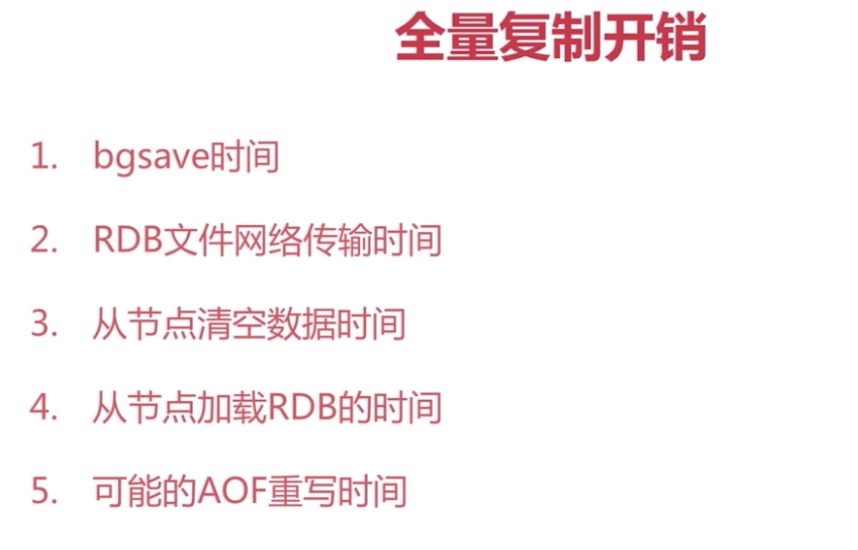 全量复制开销
1. bgsave时间
2. RDB文件网络传输时间
3. 从节点清空数据时间
4. 从节点加载RDB的时间
5. 可能的AOF重写时间